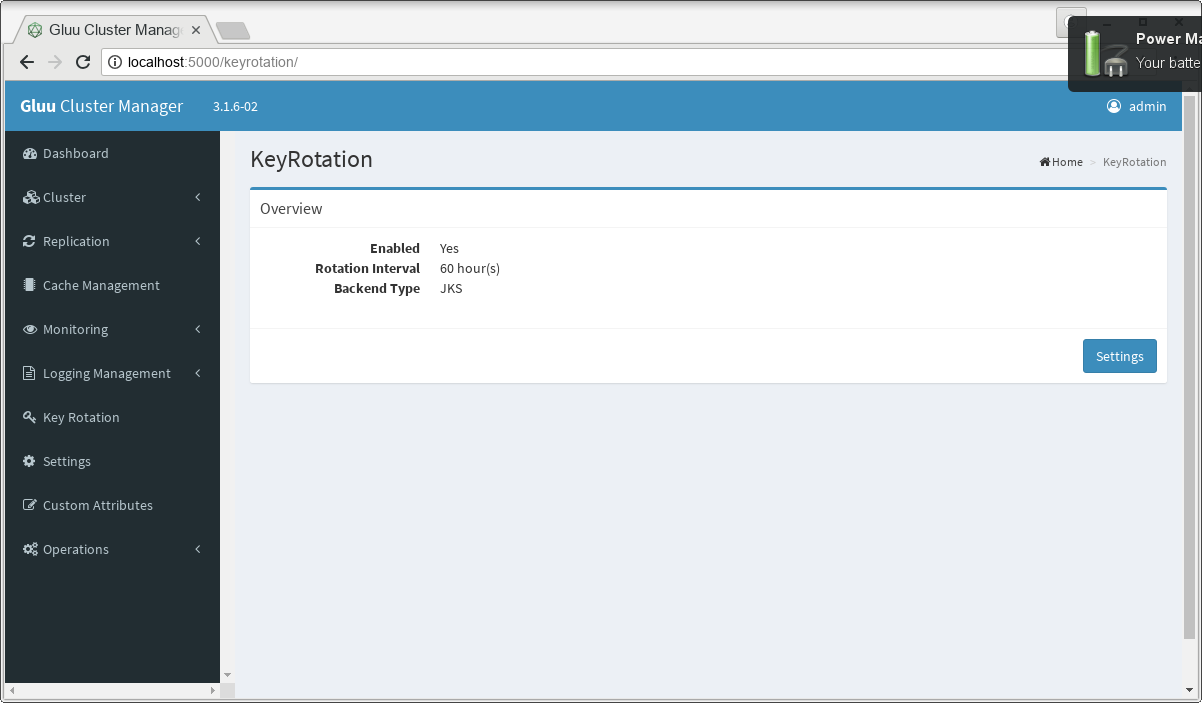 Gluu Cluster Manag
Power Ma
Your batte
localhost:5000/keyrotation/
Gluu Cluster Manager 3.1.6-02 admin
Dashboard
Cluster
Replication
Cache Management
Monitoring
Logging Management
Key Rotation
Settings
Custom Attributes
Operations
KeyRotation
Home > KeyRotation
Overview
Enabled Yes
Rotation Interval 60 hour(s)
Backend Type JKS
Settings